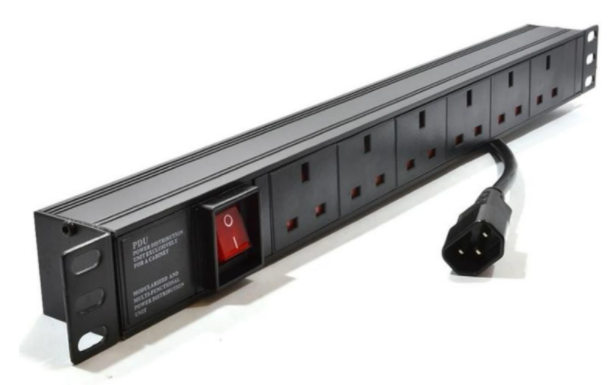 PDU
POWER DISTRIBUTION
UNIT EXCLUSIVELY
FOR A CABINET
MODULARIZED AND
MULTI-FUNCTIONAL
POWER DISTRIBUTION
UNIT
O
I